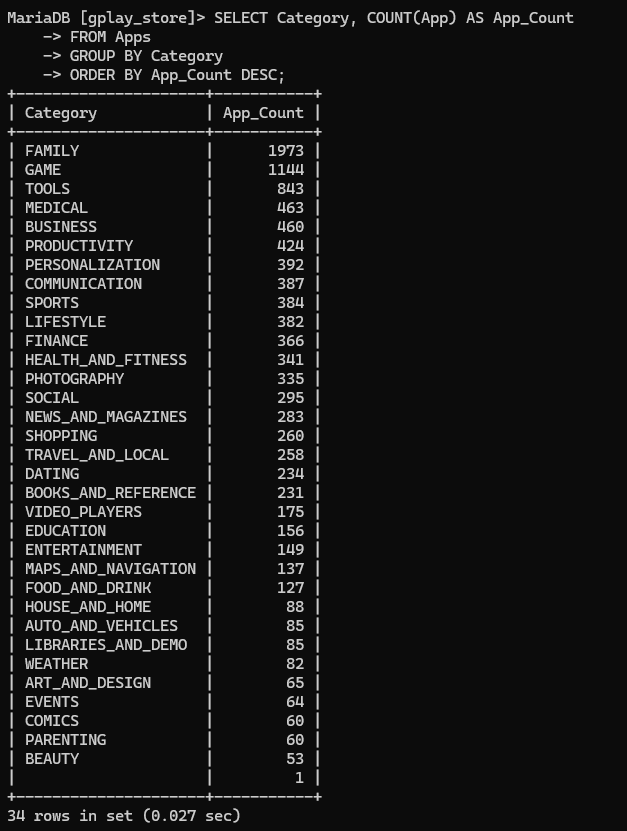 MariaDB [gplay_store]> SELECT Category, COUNT(App) AS App_Count
    -> FROM Apps
    -> GROUP BY Category
    -> ORDER BY App_Count DESC;
+---------------------+-----------+
| Category            | App_Count |
+---------------------+-----------+
| FAMILY              |      1973 |
| GAME                |      1144 |
| TOOLS               |       843 |
| MEDICAL             |       463 |
| BUSINESS            |       460 |
| PRODUCTIVITY        |       424 |
| PERSONALIZATION     |       392 |
| COMMUNICATION       |       387 |
| SPORTS              |       384 |
| LIFESTYLE           |       382 |
| FINANCE             |       366 |
| HEALTH_AND_FITNESS  |       341 |
| PHOTOGRAPHY         |       335 |
| SOCIAL              |       295 |
| NEWS_AND_MAGAZINES  |       283 |
| SHOPPING            |       260 |
| TRAVEL_AND_LOCAL    |       258 |
| DATING              |       234 |
| BOOKS_AND_REFERENCE |       231 |
| VIDEO_PLAYERS       |       175 |
| EDUCATION           |       156 |
| ENTERTAINMENT       |       149 |
| MAPS_AND_NAVIGATION |       137 |
| FOOD_AND_DRINK      |       127 |
| HOUSE_AND_HOME      |        88 |
| AUTO_AND_VEHICLES   |        85 |
| LIBRARIES_AND_DEMO  |        85 |
| WEATHER             |        82 |
| ART_AND_DESIGN      |        65 |
| EVENTS              |        64 |
| COMICS              |        60 |
| PARENTING           |        60 |
| BEAUTY              |        53 |
|                     |         1 |
+---------------------+-----------+
34 rows in set (0.027 sec)